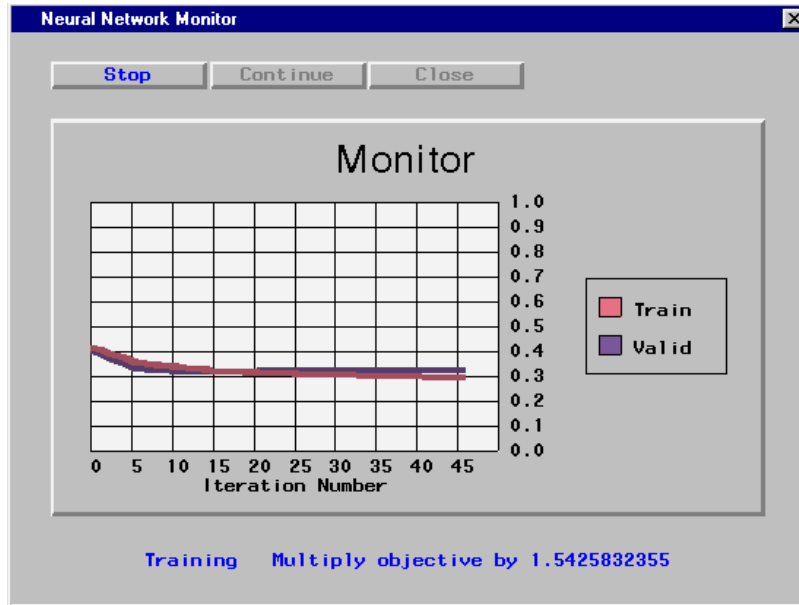 Neural Network Monitor
Stop Continue Close
Monitor
1.0
0.9
0.8
0.7
0.6
0.5
0.4
0.3
0.2
0.1
0.0
Train
Valid
0 5 10 15 20 25 30 35 40 45
Iteration Number
Training Multiply objective by 1.5425832355